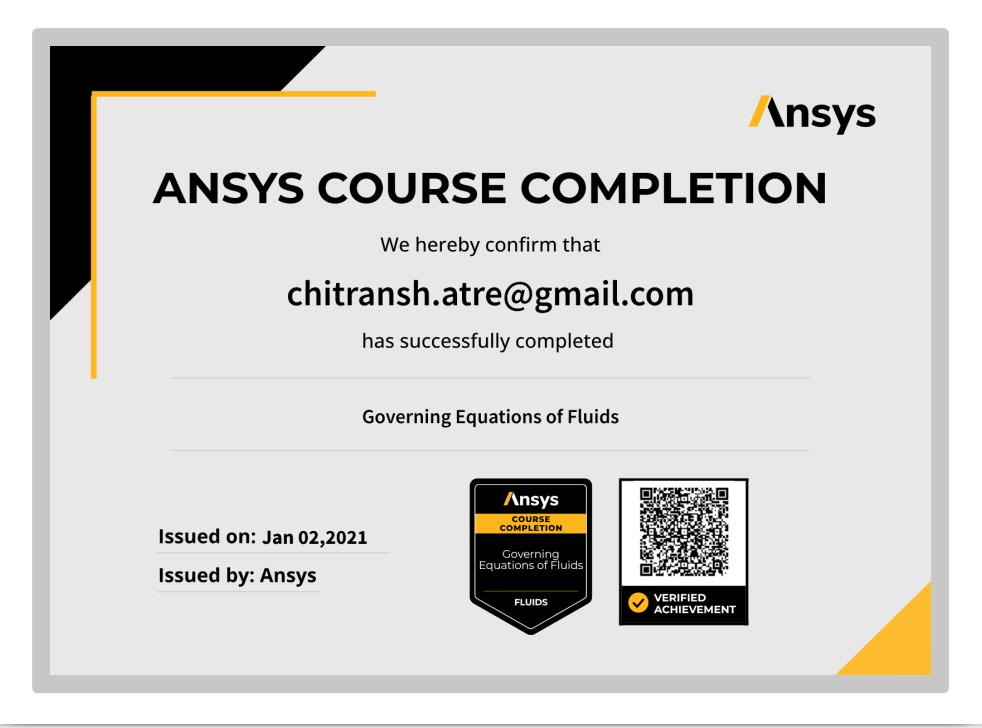 Ansys
ANSYS COURSE COMPLETION
We hereby confirm that
chitransh.atre@gmail.com
has successfully completed
Governing Equations of Fluids
Issued on: Jan 02,2021
Issued by: Ansys
Ansys
COURSE
COMPLETION
Governing
Equations of Fluids
FLUIDS
VERIFIED
ACHIEVEMENT